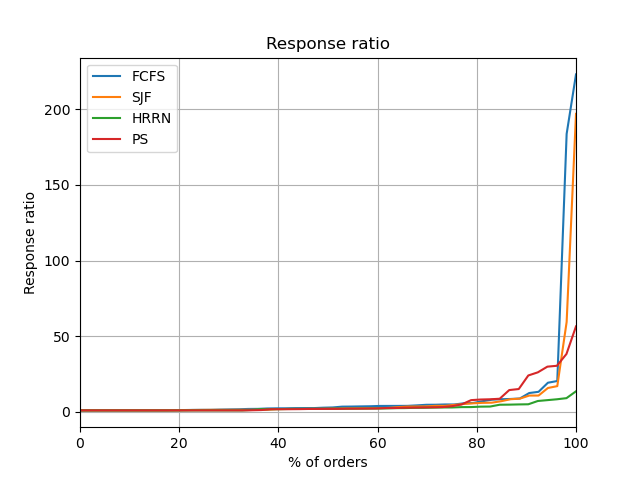 Response ratio
FCFS
SJF
HRRN
PS
200
150
100
50
0
Response ratio
0 20 40 60 80 100
% of orders